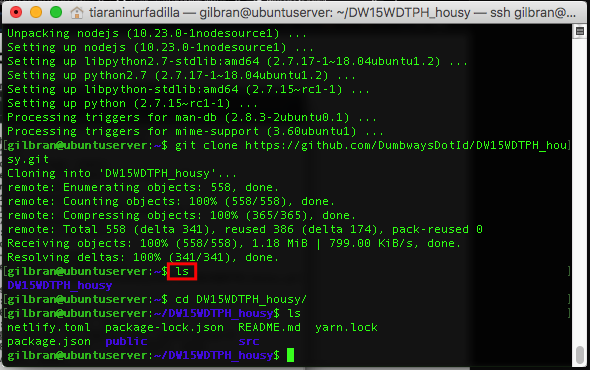 tiaraninurfadilla — gilbran@ubuntuserver: ~/DW15WDTPH_housy — ssh gilbran@...
Unpacking nodejs (10.23.0-1nodesource1) ...
Setting up nodejs (10.23.0-1nodesource1) ...
Setting up libpython2.7-stdlib:amd64 (2.7.17-1~18.04ubuntu1.2) ...
Setting up python2.7 (2.7.17-1~18.04ubuntu1.2) ...
Setting up libpython-stdlib:amd64 (2.7.15~rc1-1) ...
Setting up python (2.7.15~rc1-1) ...
Processing triggers for man-db (2.8.3-2ubuntu0.1) ...
Processing triggers for mime-support (3.60ubuntu1) ...
[gilbran@ubuntuserver:~$ git clone https://github.com/DumbwaysDotId/DW15WDTPH_hou]
sy.git
Cloning into 'DW15WDTPH_housy'...
remote: Enumerating objects: 558, done.
remote: Counting objects: 100% (558/558), done.
remote: Compressing objects: 100% (365/365), done.
remote: Total 558 (delta 341), reused 386 (delta 174), pack-reused 0
Receiving objects: 100% (558/558), 1.18 MiB | 799.00 KiB/s, done.
Resolving deltas: 100% (341/341), done.
[gilbran@ubuntuserver:~$ ls ]
DW15WDTPH_housy
[gilbran@ubuntuserver:~$ cd DW15WDTPH_housy/ ]
[gilbran@ubuntuserver:~/DW15WDTPH_housy$ ls ]
netlify.toml package-lock.json README.md yarn.lock
package.json public src
gilbran@ubuntuserver:~/DW15WDTPH_housy$